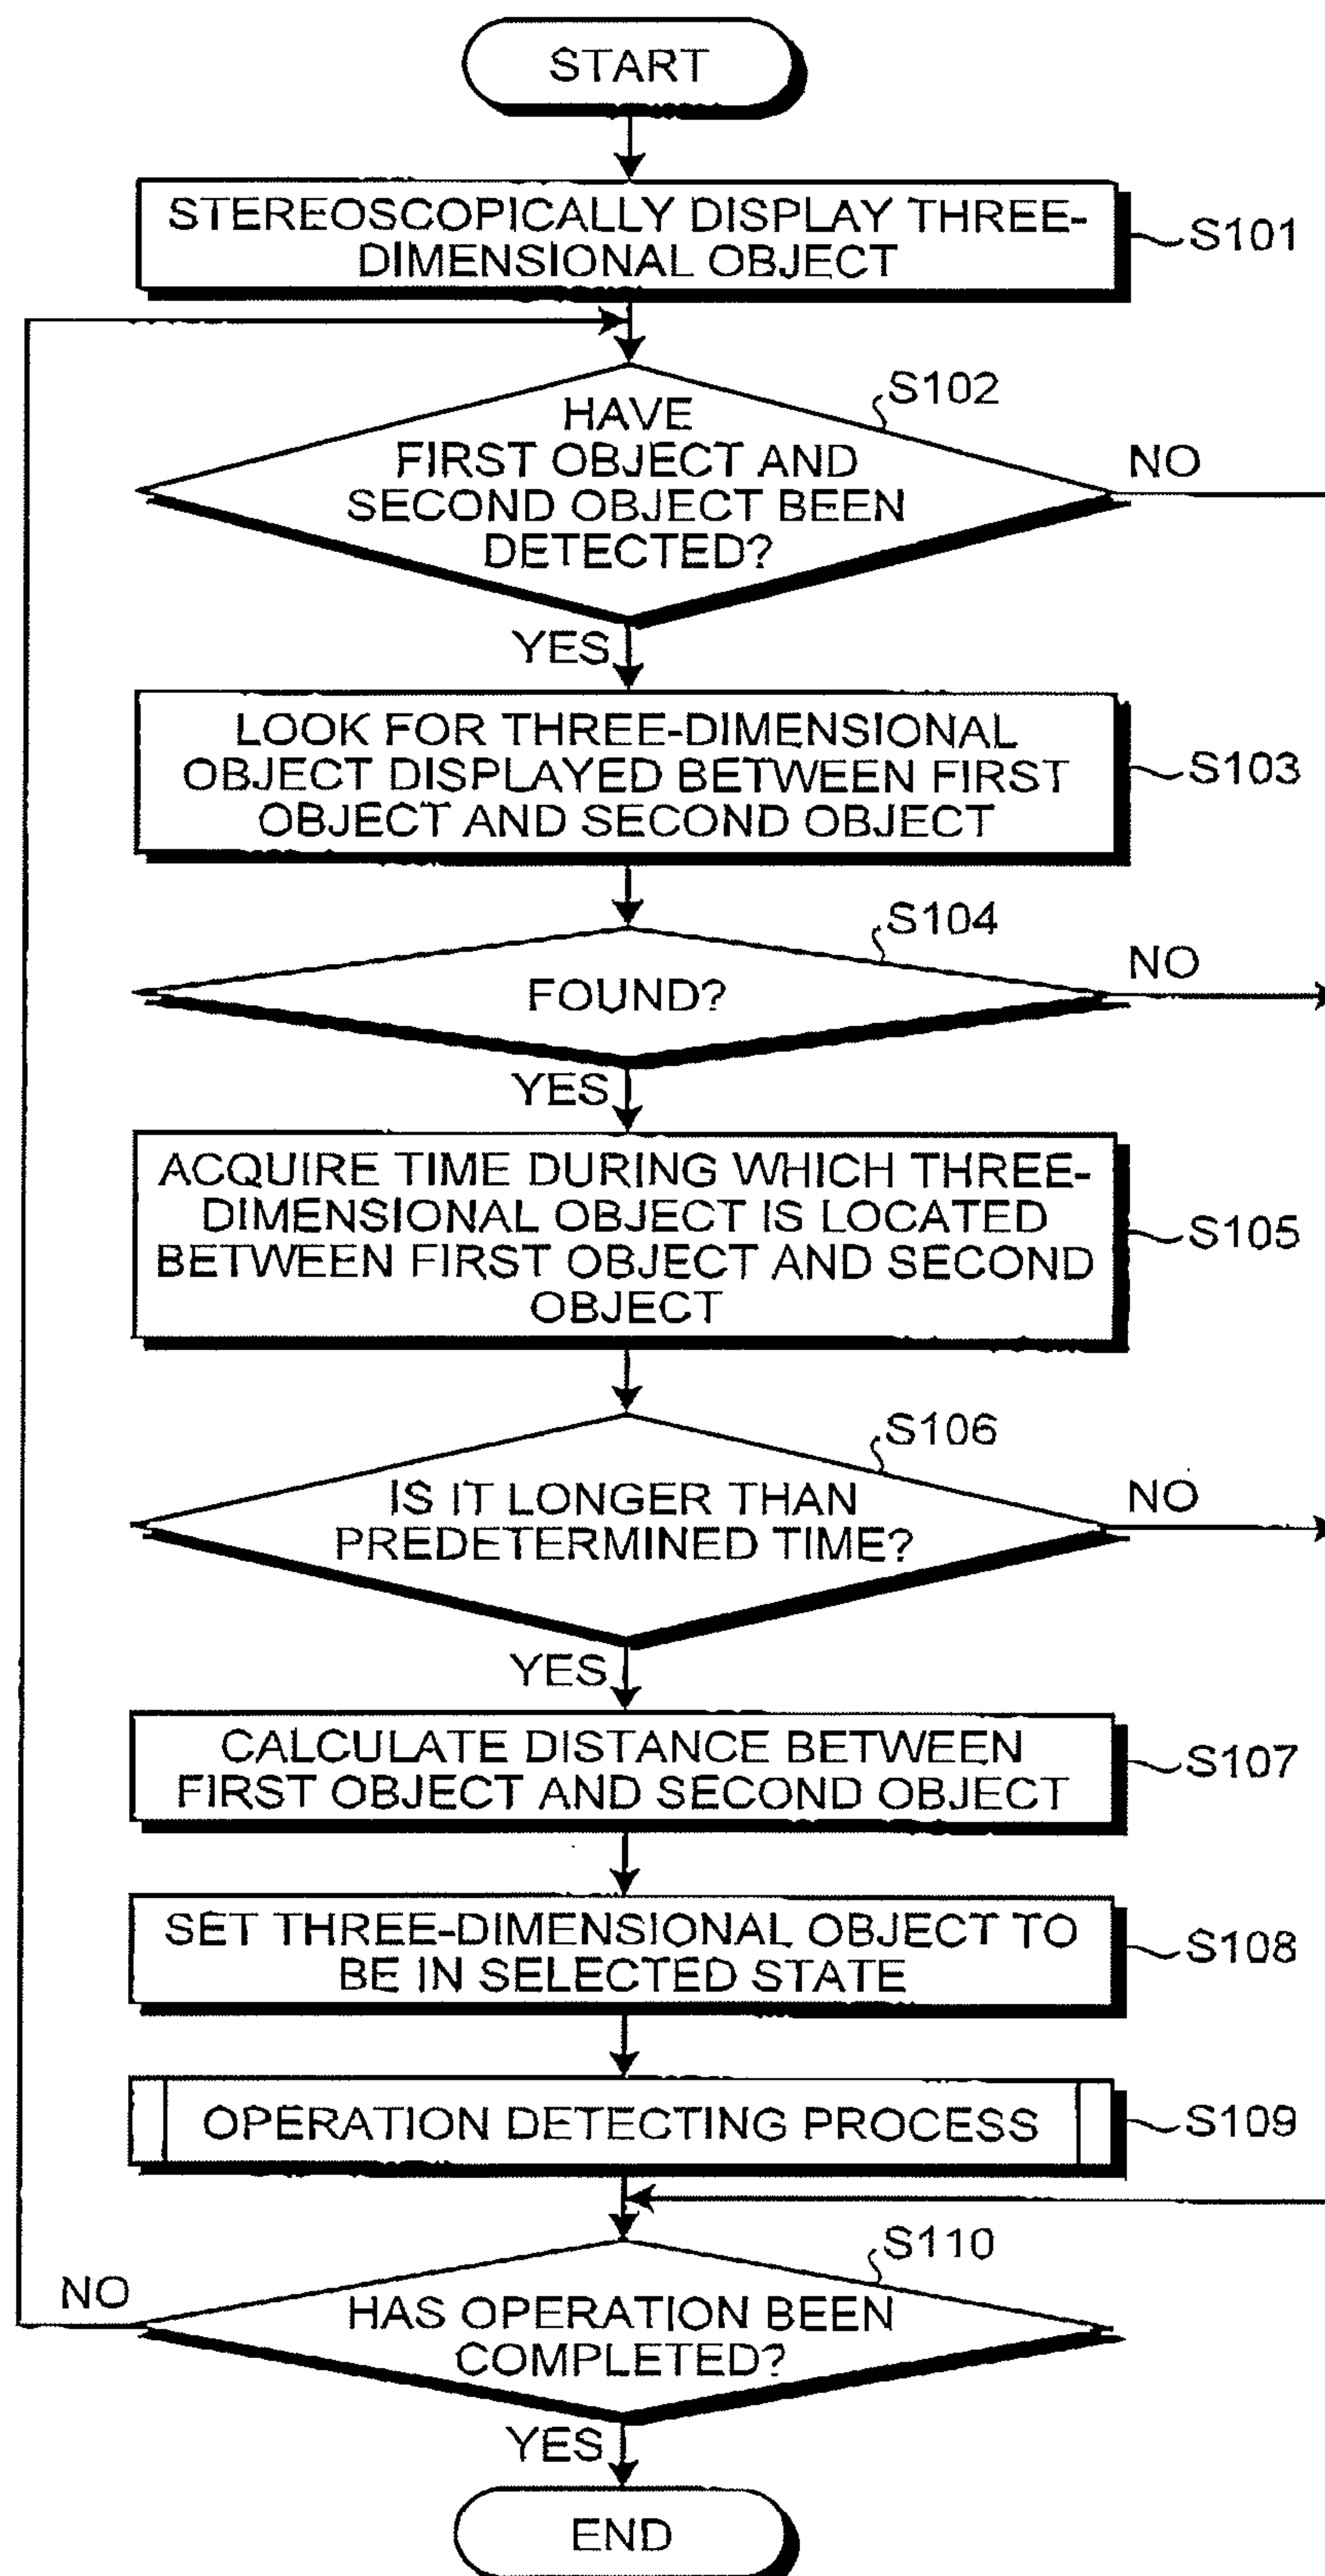 START
STEREOSCOPICALLY DISPLAY THREE-
DIMENSIONAL OBJECT
S101
S102
HAVE
FIRST OBJECT AND
SECOND OBJECT BEEN
DETECTED?
NO
YES
LOOK FOR THREE-DIMENSIONAL
OBJECT DISPLAYED BETWEEN FIRST
OBJECT AND SECOND OBJECT
S103
S104
FOUND?
NO
YES
ACQUIRE TIME DURING WHICH THREE-
DIMENSIONAL OBJECT IS LOCATED
BETWEEN FIRST OBJECT AND SECOND
OBJECT
S105
S106
IS IT LONGER THAN
PREDETERMINED TIME?
NO
YES
CALCULATE DISTANCE BETWEEN
FIRST OBJECT AND SECOND OBJECT
S107
SET THREE-DIMENSIONAL OBJECT TO
BE IN SELECTED STATE
S108
OPERATION DETECTING PROCESS
S109
S110
NO
HAS OPERATION BEEN
COMPLETED?
YES
END